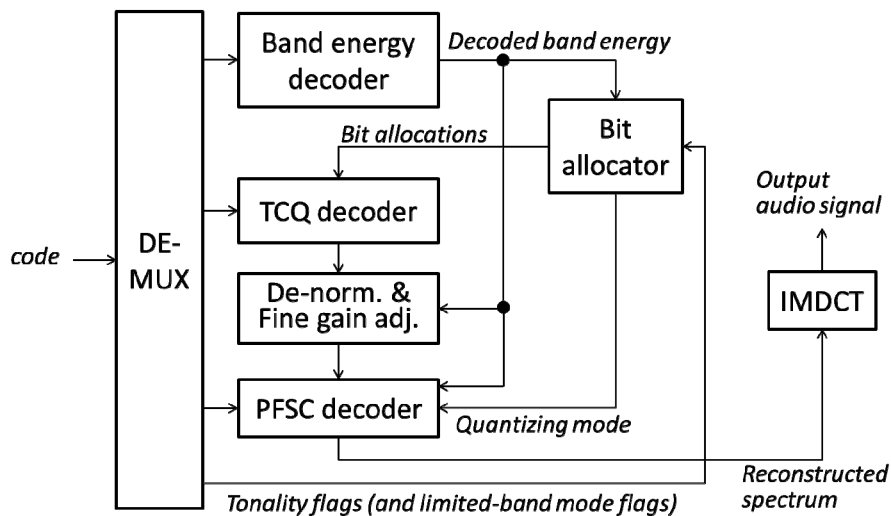 Band energy
decoder
Decoded band energy
Bit allocations
Bit
allocator
Output
audio signal
TCQ decoder
code
DE-
MUX
De-norm. &
Fine gain adj.
IMDCT
PFSC decoder
Quantizing mode
Reconstructed
spectrum
Tonality flags (and limited-band mode flags)